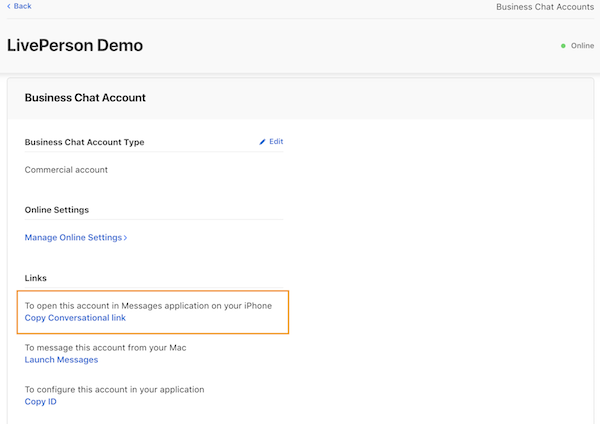 Back
Business Chat Accounts
LivePerson Demo
Online
Business Chat Account
Business Chat Account Type
Edit
Commercial account
Online Settings
Manage Online Settings
Links
To open this account in Messages application on your iPhone
Copy Conversational link
To message this account from your Mac
Launch Messages
To configure this account in your application
Copy ID